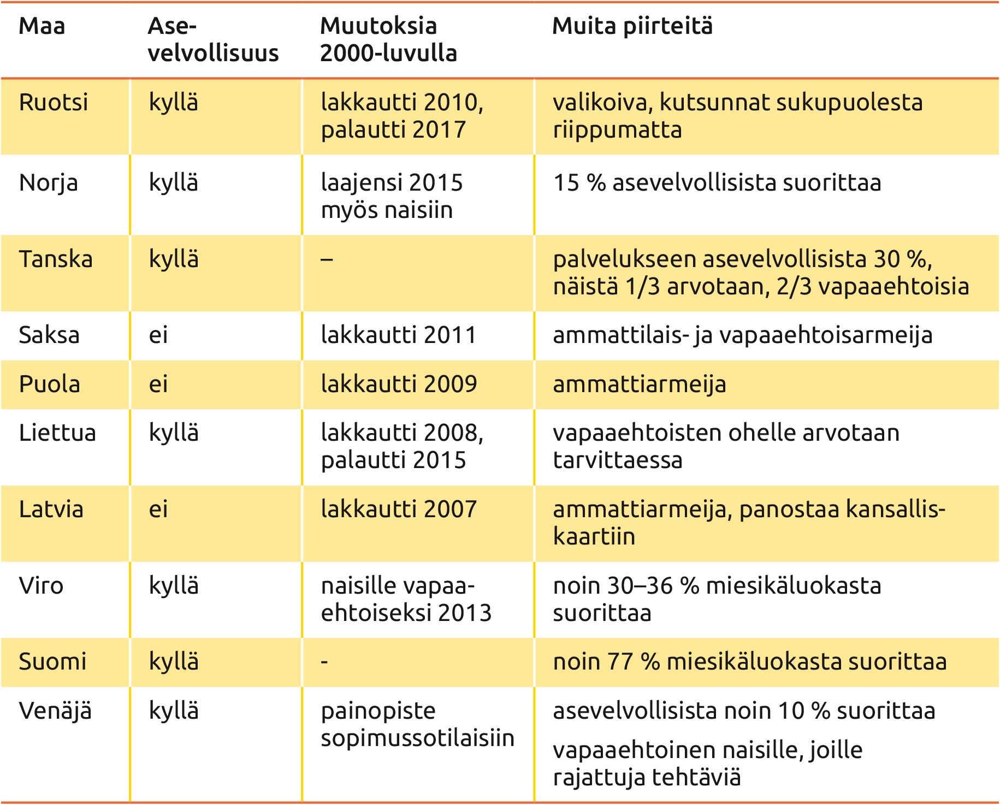 Maa
Ase-
velvollisuus
Muutoksia
2000-luvulla
Muita piirteitä
Ruotsi
kyllä
lakkautti 2010,
palautti 2017
valikoiva, kutsunnat sukupuolesta
riippumatta
Norja
kyllä
laajensi 2015
myös naisiin
15 % asevelvollisista suorittaa
Tanska
kyllä
–
palvelukseen asevelvollisista 30 %,
näistä 1/3 arvotaan, 2/3 vapaaehtoisia
Saksa
ei
lakkautti 2011
ammattilais- ja vapaaehtoisarmeija
Puola
ei
lakkautti 2009
ammattiarmeija
Liettua
kyllä
lakkautti 2008,
palautti 2015
vapaaehtoisten ohelle arvotaan
tarvittaessa
Latvia
ei
lakkautti 2007
ammattiarmeija, panostaa kansallis-
kaartiin
Viro
kyllä
naisille vapaa-
ehtoiseksi 2013
noin 30–36 % miesikäluokasta
suorittaa
Suomi
kyllä
-
noin 77 % miesikäluokasta suorittaa
Venäjä
kyllä
painopiste
sopimussotilaisiin
asevelvollisista noin 10 % suorittaa
vapaaehtoinen naisille, joille
rajattuja tehtäviä